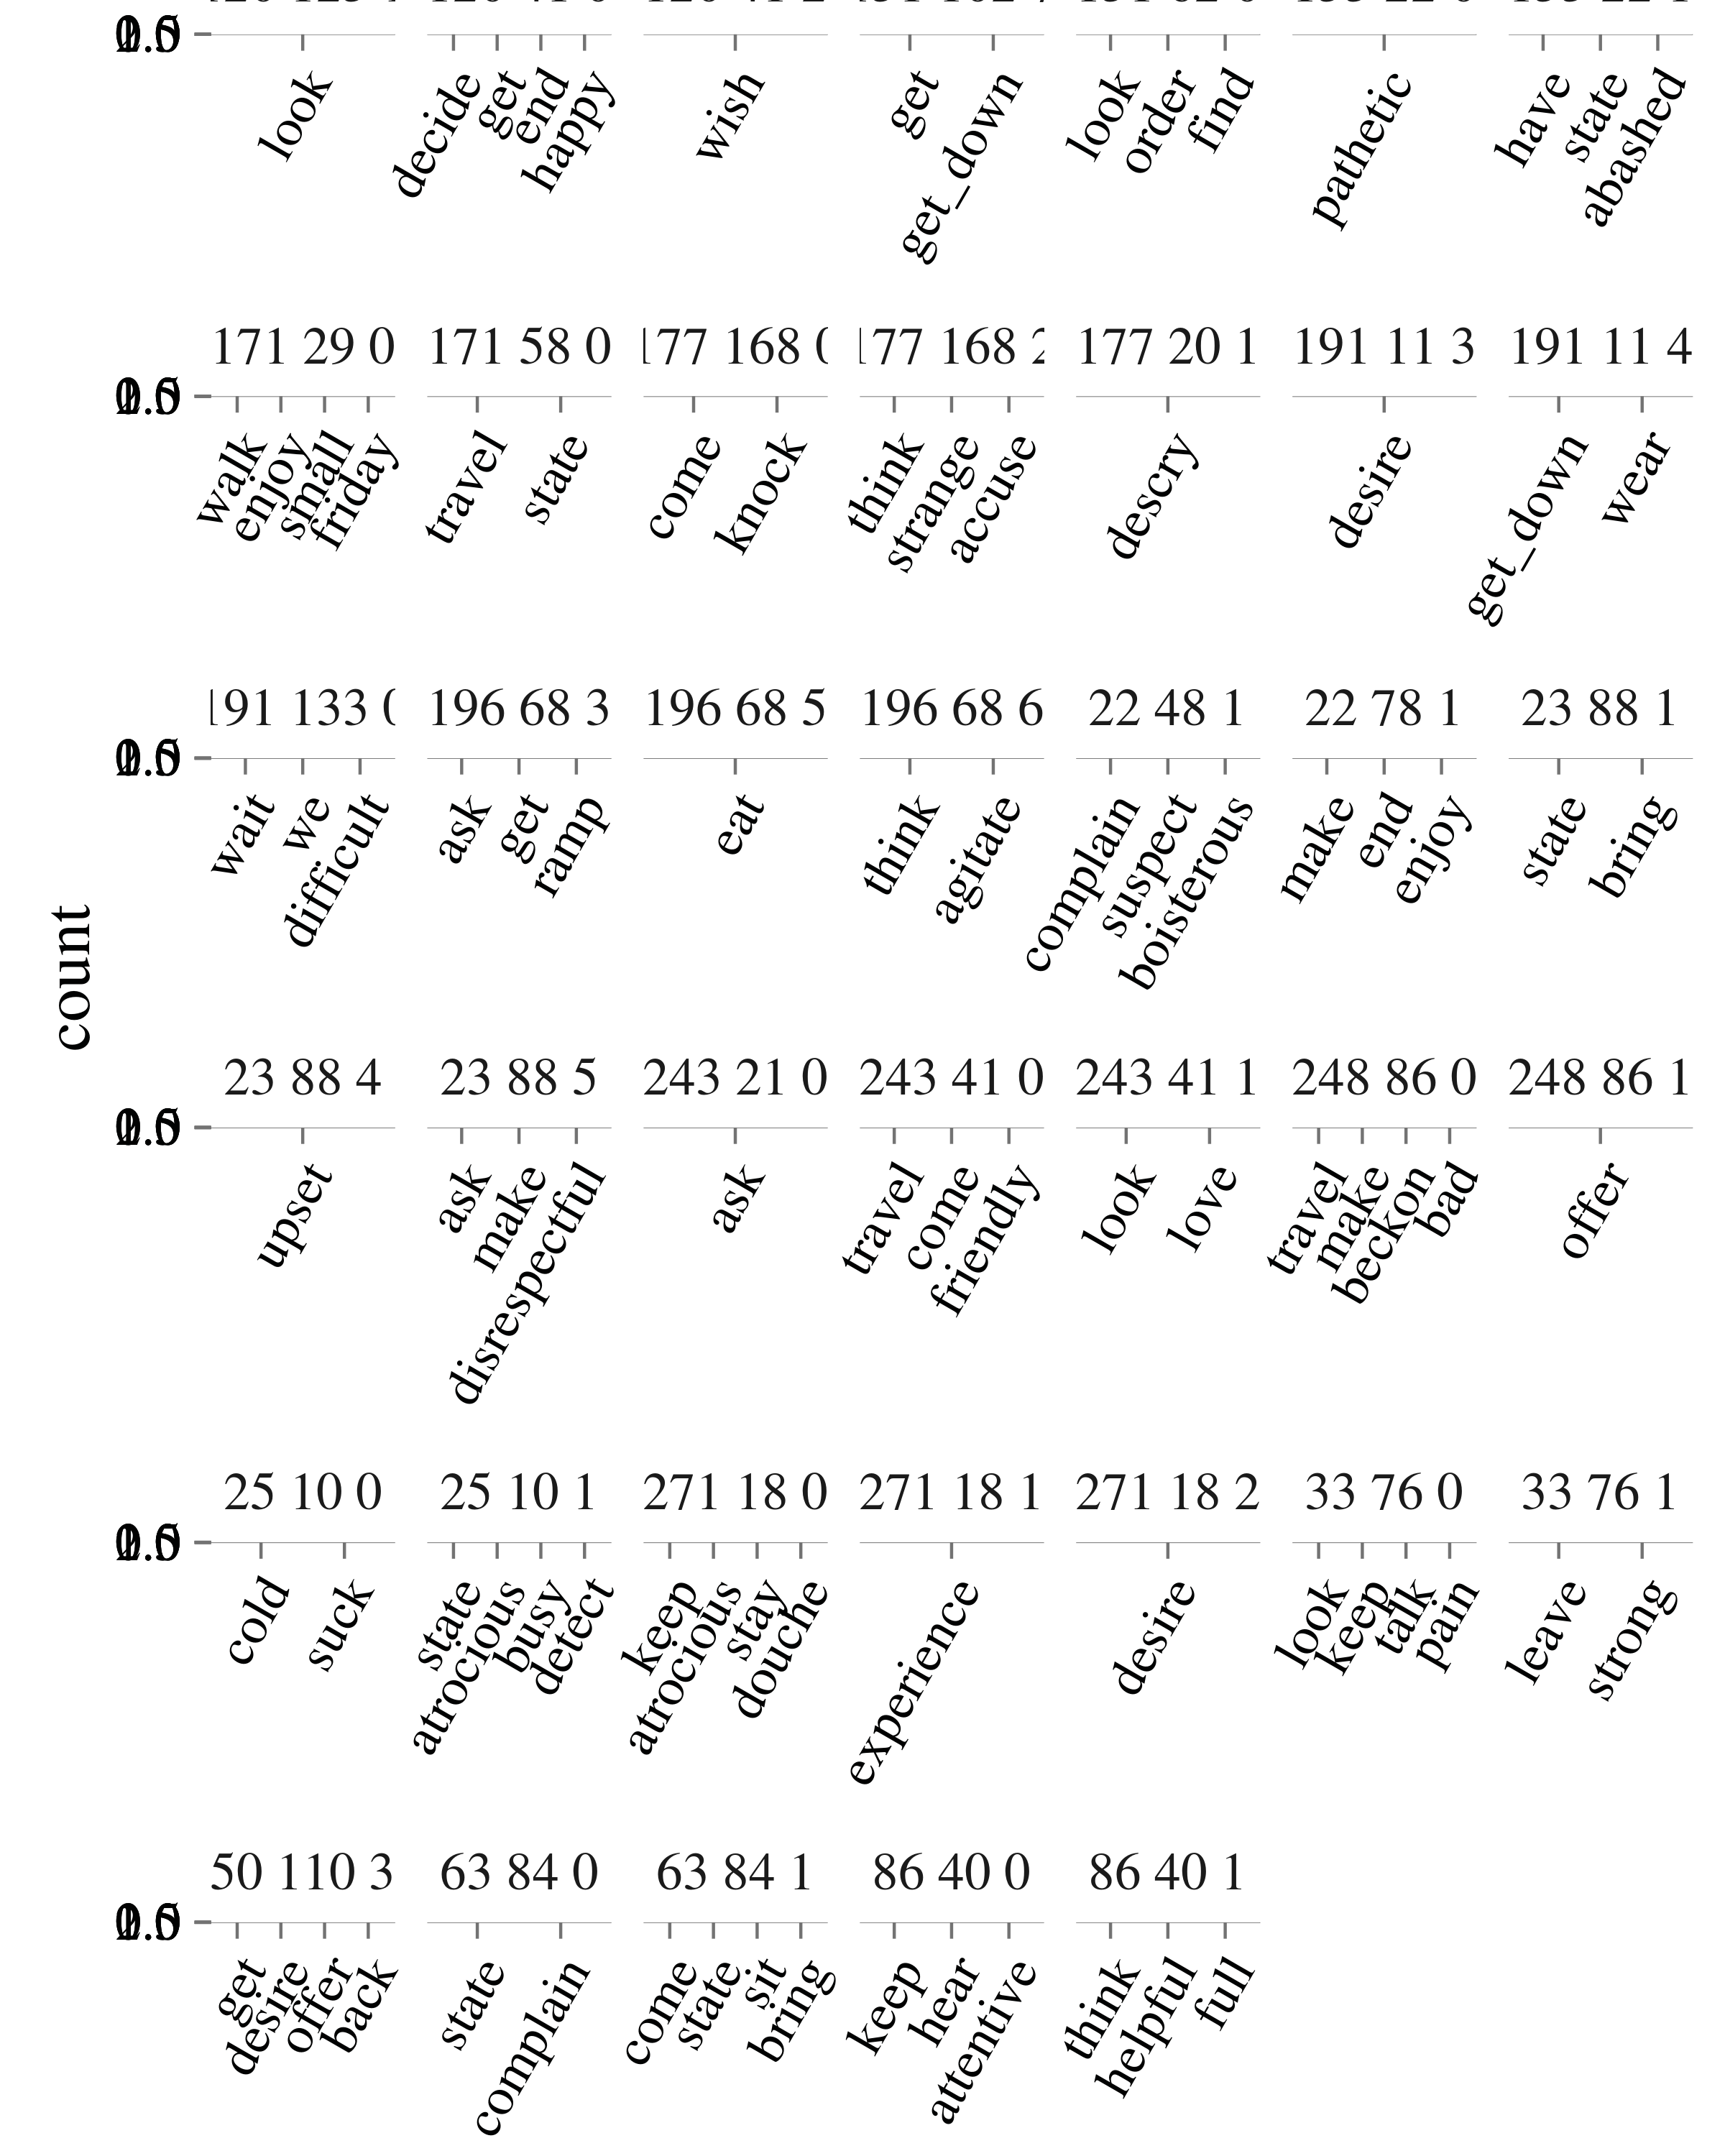 look decide get end happy wish get get_down look order find pathetic have state abashed
171 29 0 171 58 0 177 168 0 177 168 2 177 20 1 191 11 3 191 11 4
walk enjoy small friday travel state come knock think strange accuse descry desire get_down wear
191 133 0 196 68 3 196 68 5 196 68 6 22 48 1 22 78 1 23 88 1
wait we difficult ask get ramp eat think agitate complain suspect boisterous make end enjoy state bring
count
23 88 4 23 88 5 243 21 0 243 41 0 243 41 1 248 86 0 248 86 1
upset ask make disrespectful ask travel come friendly look love travel make beckon bad offer
25 10 0 25 10 1 271 18 0 271 18 1 271 18 2 33 76 0 33 76 1
cold suck state atrocious busy detect keep atrocious stay douche experience desire look keep talk pain leave strong
50 110 3 63 84 0 63 84 1 86 40 0 86 40 1
get desire offer back state complain come state sit bring keep hear attentive think helpful full